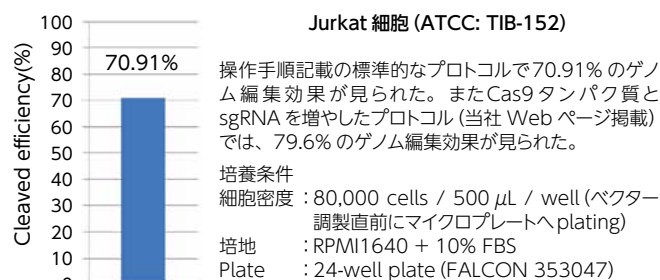 Jurkat 細胞 (ATCC: TIB-152)
Cleaved efficiency(%)
100
90
80
70
60
50
40
30
20
10
70.91%
操作手順記載の標準的なプロトコルで70.91% のゲノ
ム編集効果が見られた。またCas9 タンパク質と
sgRNA を増やしたプロトコル (当社 Web ページ掲載)
では、79.6% のゲノム編集効果が見られた。
培養条件
細胞密度 : 80,000 cells / 500 μL / well (ベクター
調製直前にマイクロプレートへ plating)
培地 : RPMI1640 + 10% FBS
Plate : 24-well plate (FALCON 353047)